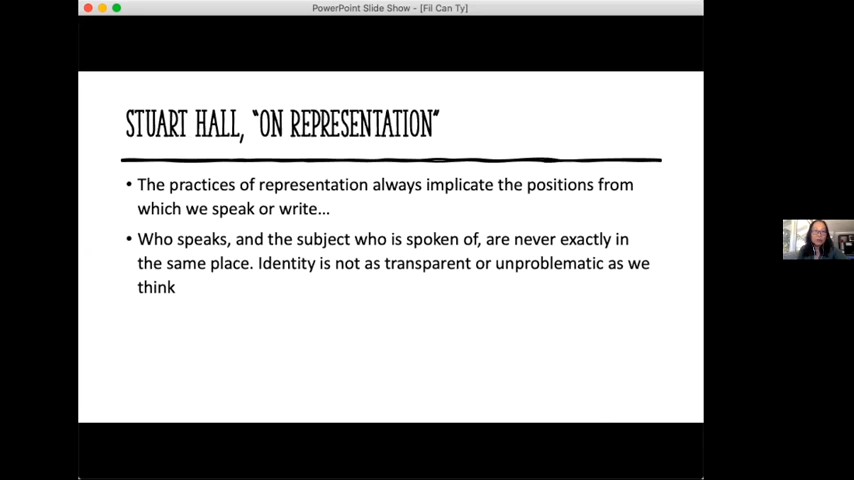 PowerPoint Slide Show - [Fil Can Ty]
STUART HALL, "ON REPRESENTATION"
• The practices of representation always implicate the positions from
which we speak or write...
• Who speaks, and the subject who is spoken of, are never exactly in
the same place. Identity is not as transparent or unproblematic as we
think